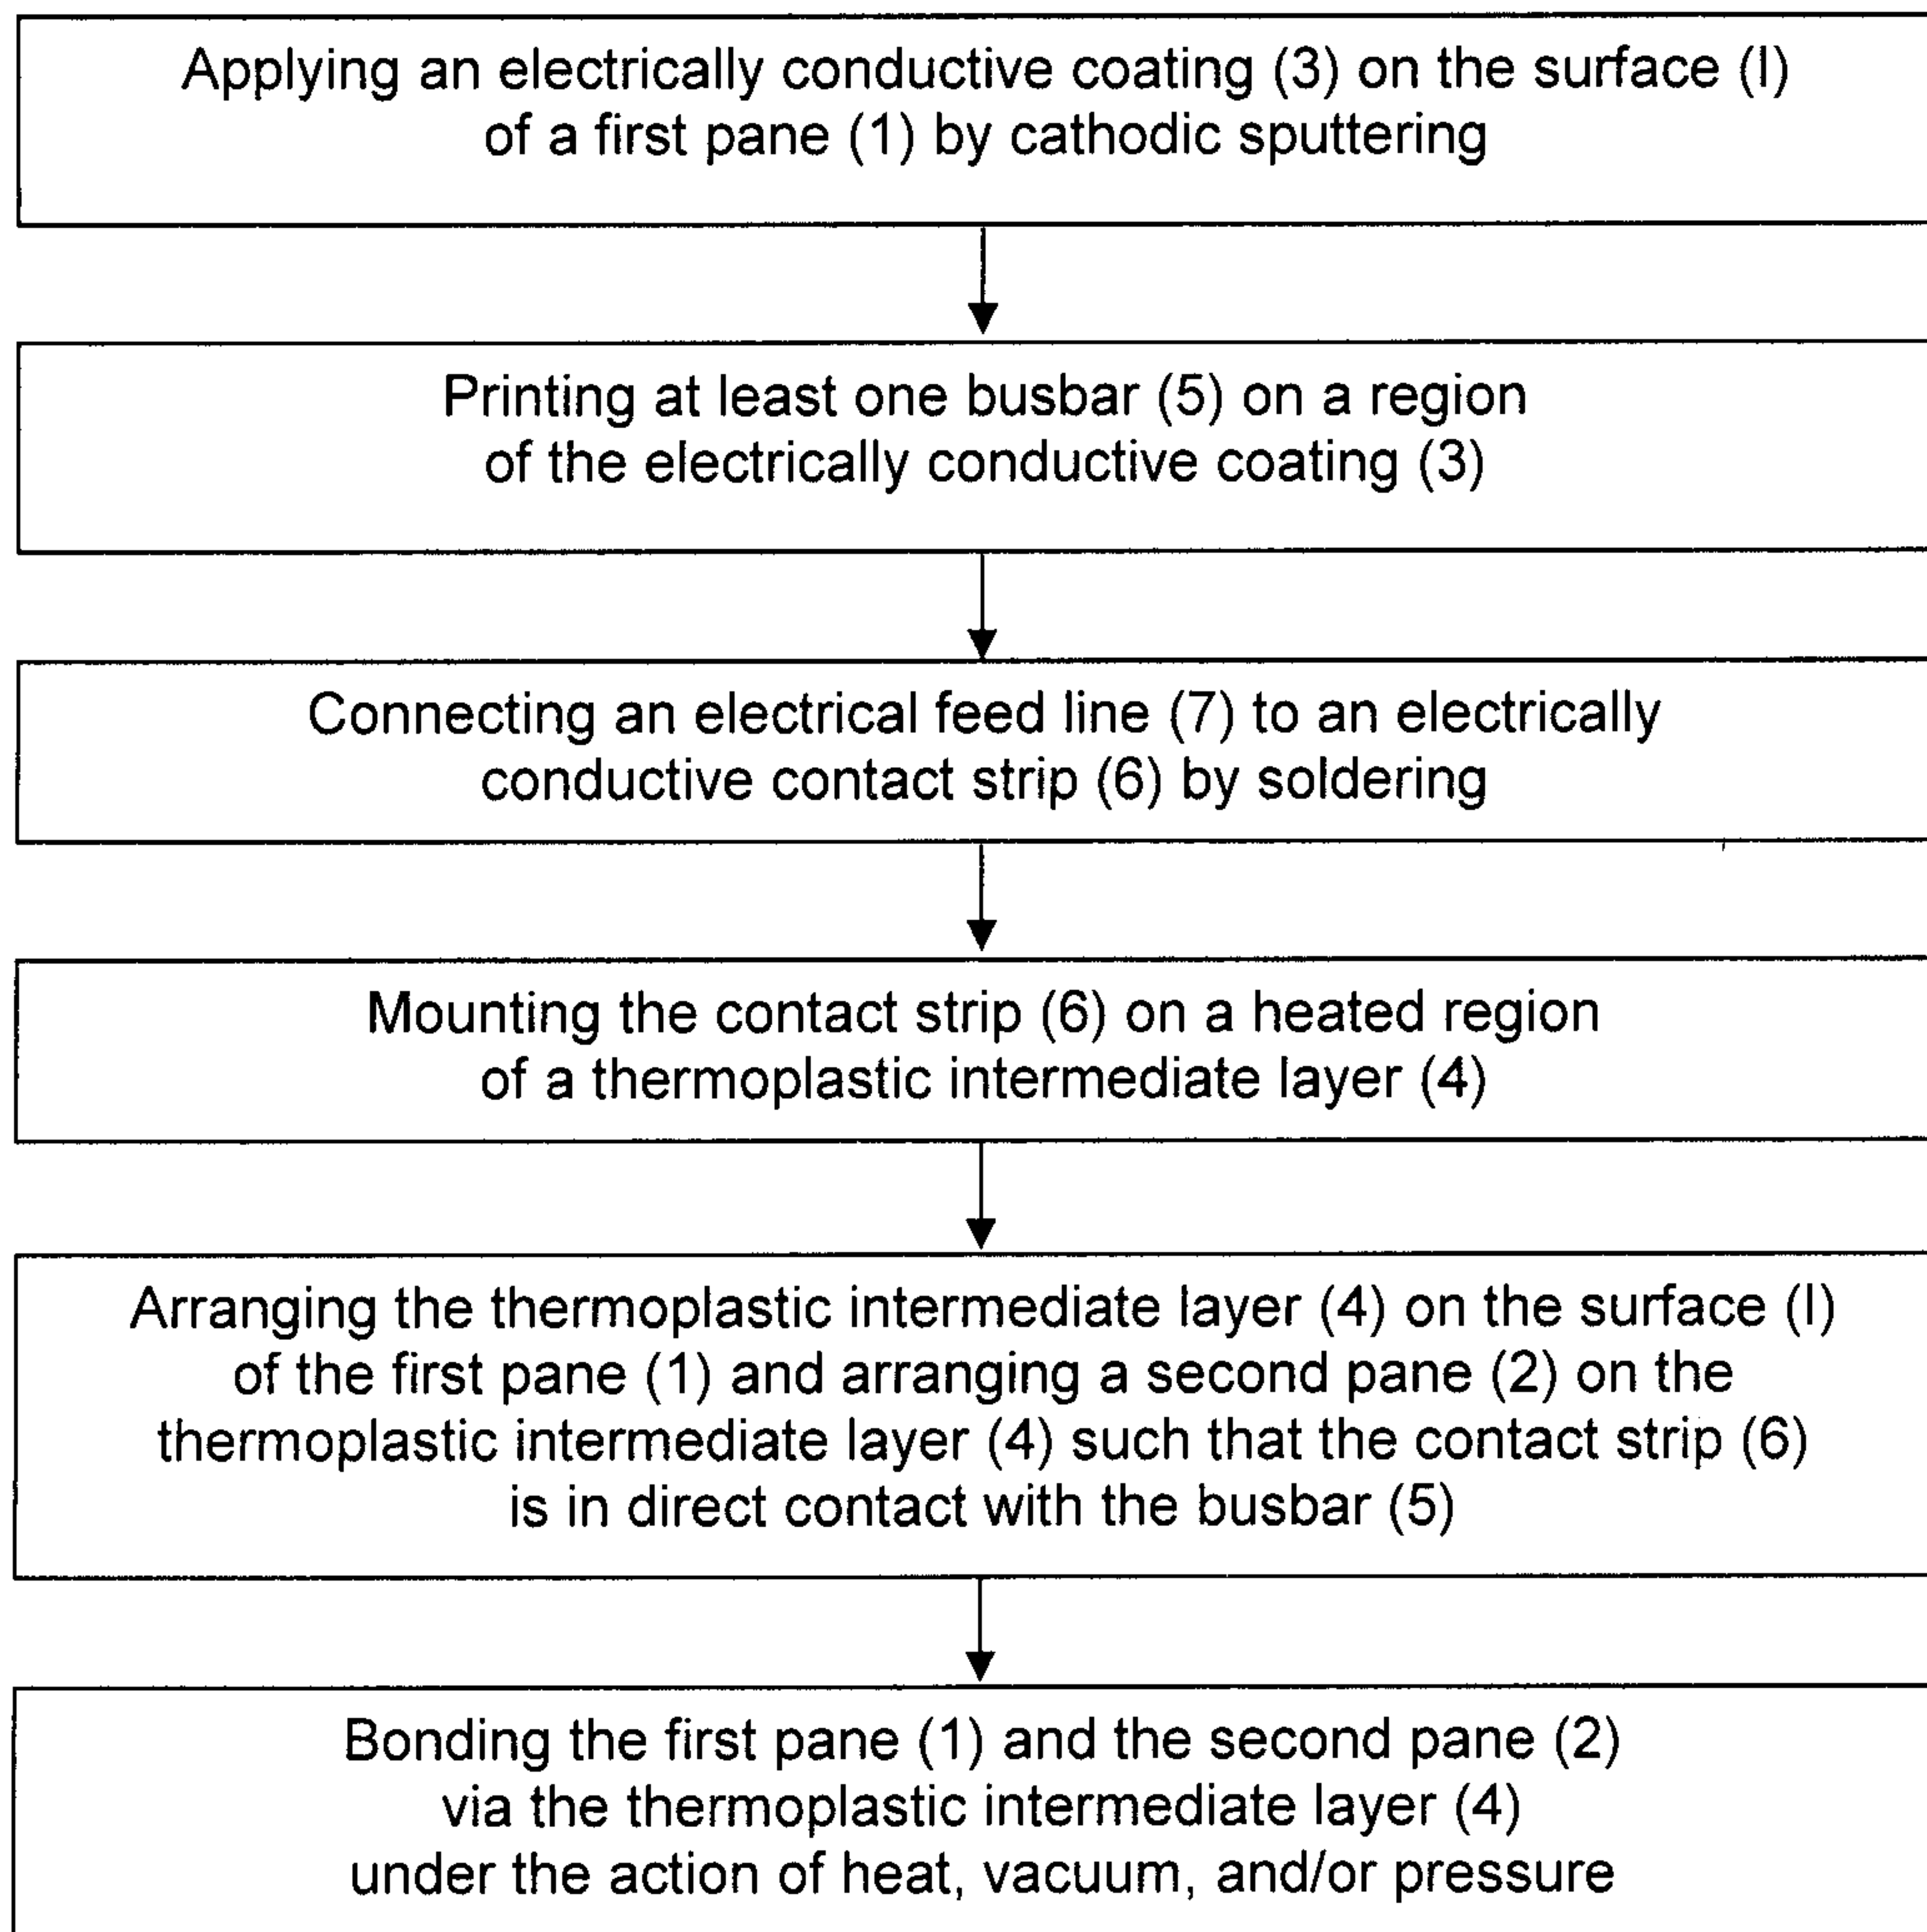 Applying an electrically conductive coating (3) on the surface (I)
of a first pane (1) by cathodic sputtering
Printing at least one busbar (5) on a region
of the electrically conductive coating (3)
Connecting an electrical feed line (7) to an electrically
conductive contact strip (6) by soldering
Mounting the contact strip (6) on a heated region
of a thermoplastic intermediate layer (4)
Arranging the thermoplastic intermediate layer (4) on the surface (I)
of the first pane (1) and arranging a second pane (2) on the
thermoplastic intermediate layer (4) such that the contact strip (6)
is in direct contact with the busbar (5)
Bonding the first pane (1) and the second pane (2)
via the thermoplastic intermediate layer (4)
under the action of heat, vacuum, and/or pressure